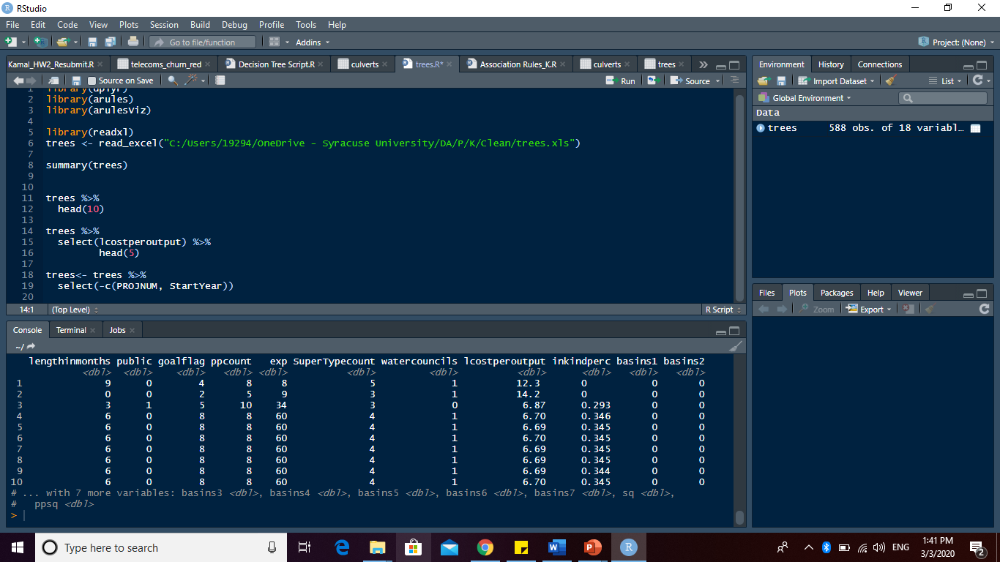 RStudio
File Edit Code View Plots Session Build Debug Profile Tools Help
Go to file/function Addins Project: (None)
Kamal_HW2_Resubmit.R telecoms_churn_red Decision Tree Script.R culverts trees.R* Association Rules_K.R culverts trees
Source on Save Run Source
1
2 library(arules)
3 library(arulesViz)
4
5 library(readxl)
6 trees <- read_excel("C:/Users/19294/OneDrive - Syracuse University/DA/P/K/Clean/trees.xls")
7
8 summary(trees)
9
10
11 trees %>%
12 head(10)
13
14 trees %>%
15 select(lcostperoutput) %>%
16 head(5)
17
18 trees<- trees %>%
19 select(-c(PROJNUM, StartYear))
20
14:1 (Top Level) R Script
Console Terminal Jobs
~/
lengthinmonths public goalflag ppcount exp SuperTypecount watercouncils lcostperoutput inkindperc basins1 basins2
<dbl> <dbl> <dbl> <dbl> <dbl> <dbl> <dbl> <dbl> <dbl> <dbl> <dbl>
1 9 0 4 8 8 5 1 12.3 0 0 0
2 0 0 2 5 9 3 1 14.2 0 0 0
3 3 1 5 10 34 3 0 6.87 0.293 0 0
4 6 0 8 8 60 4 1 6.70 0.346 0 0
5 6 0 8 8 60 4 1 6.69 0.345 0 0
6 6 0 8 8 60 4 1 6.70 0.345 0 0
7 6 0 8 8 60 4 1 6.69 0.345 0 0
8 6 0 8 8 60 4 1 6.69 0.345 0 0
9 6 0 8 8 60 4 1 6.69 0.344 0 0
10 6 0 8 8 60 4 1 6.70 0.345 0 0
# ... with 7 more variables: basins3 <dbl>, basins4 <dbl>, basins5 <dbl>, basins6 <dbl>, basins7 <dbl>, sq <dbl>,
# ppsq <dbl>
>
Environment History Connections
Import Dataset List
Global Environment
Data
trees 588 obs. of 18 variabl...
Files Plots Packages Help Viewer
Zoom Export
Type here to search
ENG
1:41 PM
3/3/2020
2